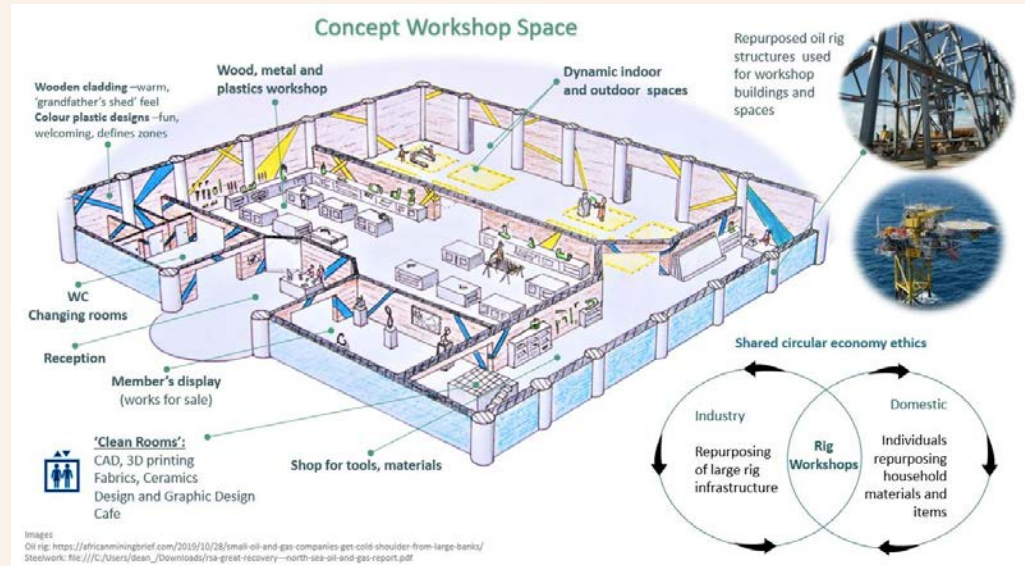 Concept Workshop Space
Wooden cladding –warm,
'grandfather's shed' feel
Colour plastic designs –fun,
welcoming, defines zones
Wood, metal and
plastics workshop
Dynamic indoor
and outdoor spaces
Repurposed oil rig
structures used
for workshop
buildings and
spaces
WC
Changing rooms
Reception
Member's display
(works for sale)
'Clean Rooms':
CAD, 3D printing
Fabrics, Ceramics
Design and Graphic Design
Cafe
Shop for tools, materials
Shared circular economy ethics
Industry
Repurposing
of large rig
infrastructure
Rig
Workshops
Domestic
Individuals
repurposing
household
materials and
items
Images
Oil rig: https://africanminingbrief.com/2019/10/28/small-oil-and-gas-companies-get-cold-shoulder-from-large-banks/
Steelwork: file:///C:/Users/dean_/Downloads/rsa-great-recovery---north-sea-oil-and-gas-report.pdf